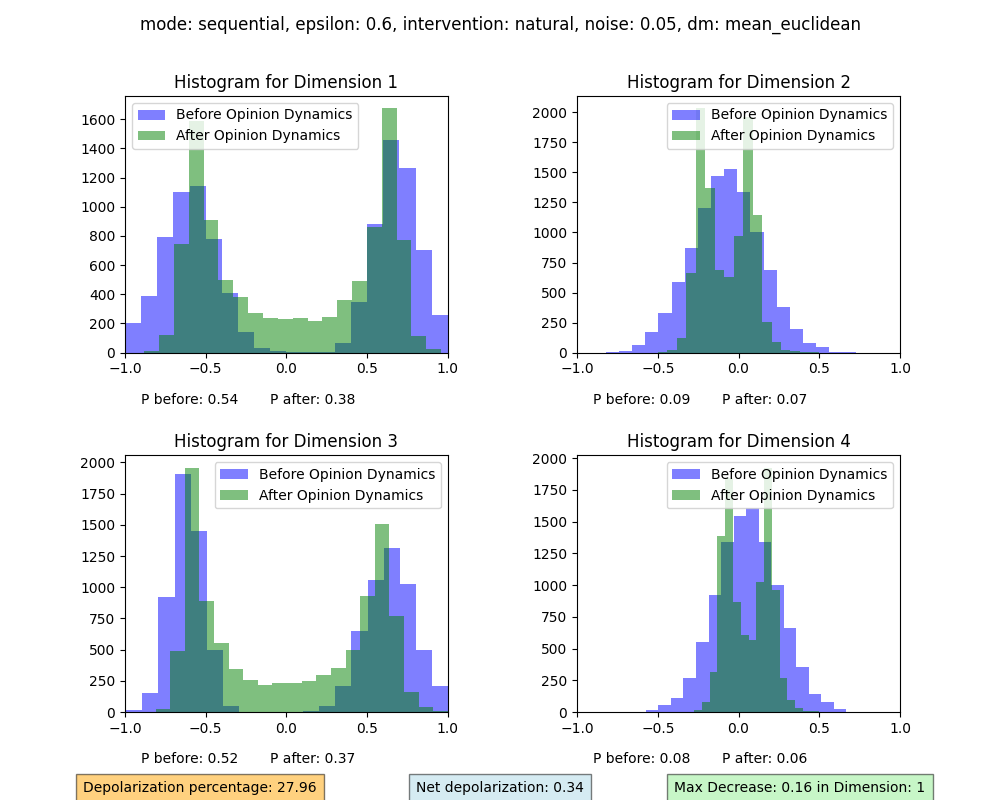 mode: sequential, epsilon: 0.6, intervention: natural, noise: 0.05, dm: mean_euclidean
Histogram for Dimension 1
Before Opinion Dynamics
After Opinion Dynamics
1600
1400
1200
1000
800
600
400
200
0
−1.0 −0.5 0.0 0.5 1.0
P before: 0.54 P after: 0.38
Histogram for Dimension 2
Before Opinion Dynamics
After Opinion Dynamics
2000
1750
1500
1250
1000
750
500
250
0
−1.0 −0.5 0.0 0.5 1.0
P before: 0.09 P after: 0.07
Histogram for Dimension 3
Before Opinion Dynamics
After Opinion Dynamics
2000
1750
1500
1250
1000
750
500
250
0
−1.0 −0.5 0.0 0.5 1.0
P before: 0.52 P after: 0.37
Histogram for Dimension 4
Before Opinion Dynamics
After Opinion Dynamics
2000
1750
1500
1250
1000
750
500
250
0
−1.0 −0.5 0.0 0.5 1.0
P before: 0.08 P after: 0.06
Depolarization percentage: 27.96
Net depolarization: 0.34
Max Decrease: 0.16 in Dimension: 1